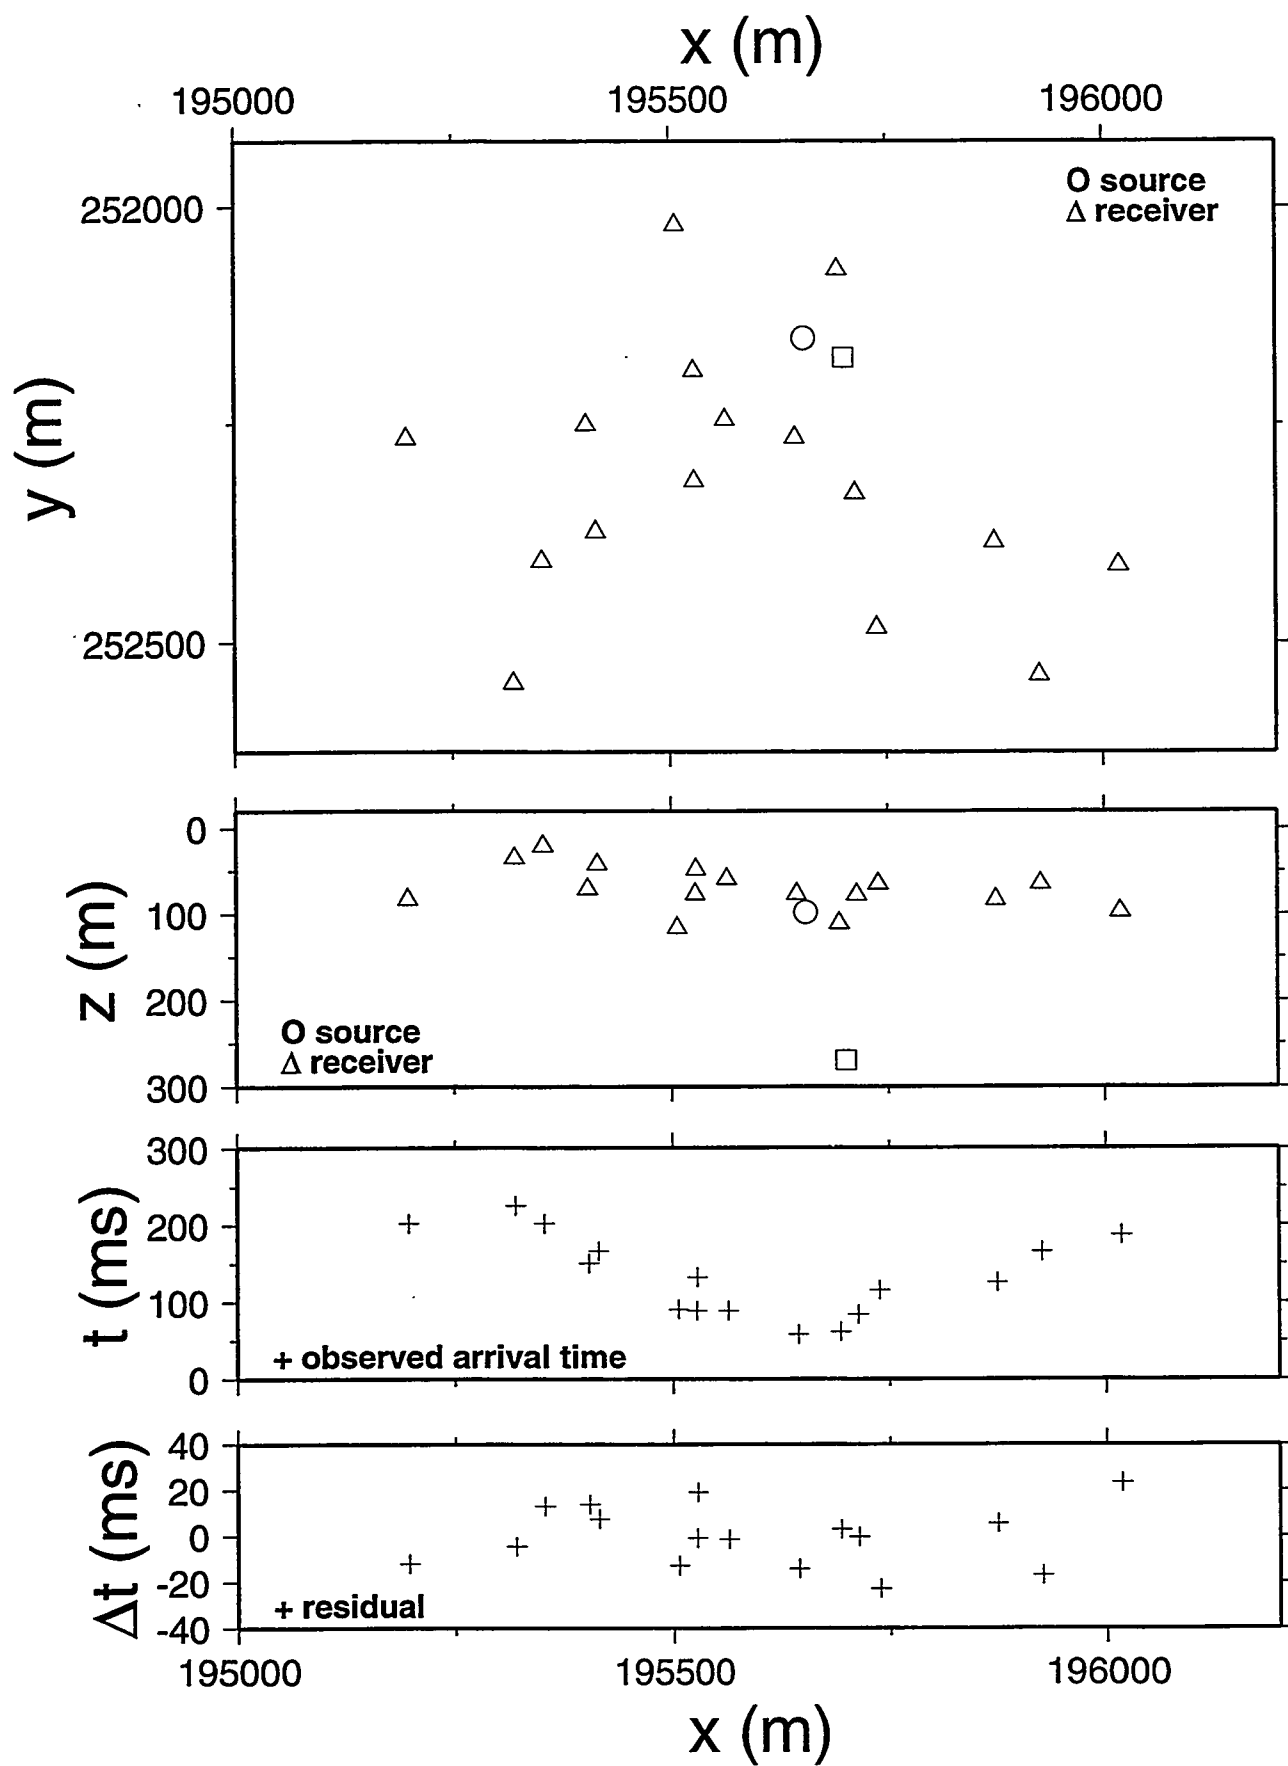 x (m)
195000 195500 196000
O source
Δ receiver
252000
y (m)
252500
0
100
z (m)
200
300
O source
Δ receiver
300
200
t (ms)
100
0
+ observed arrival time
40
20
Δt (ms)
0
-20
-40
+ residual
195000 195500 196000
x (m)